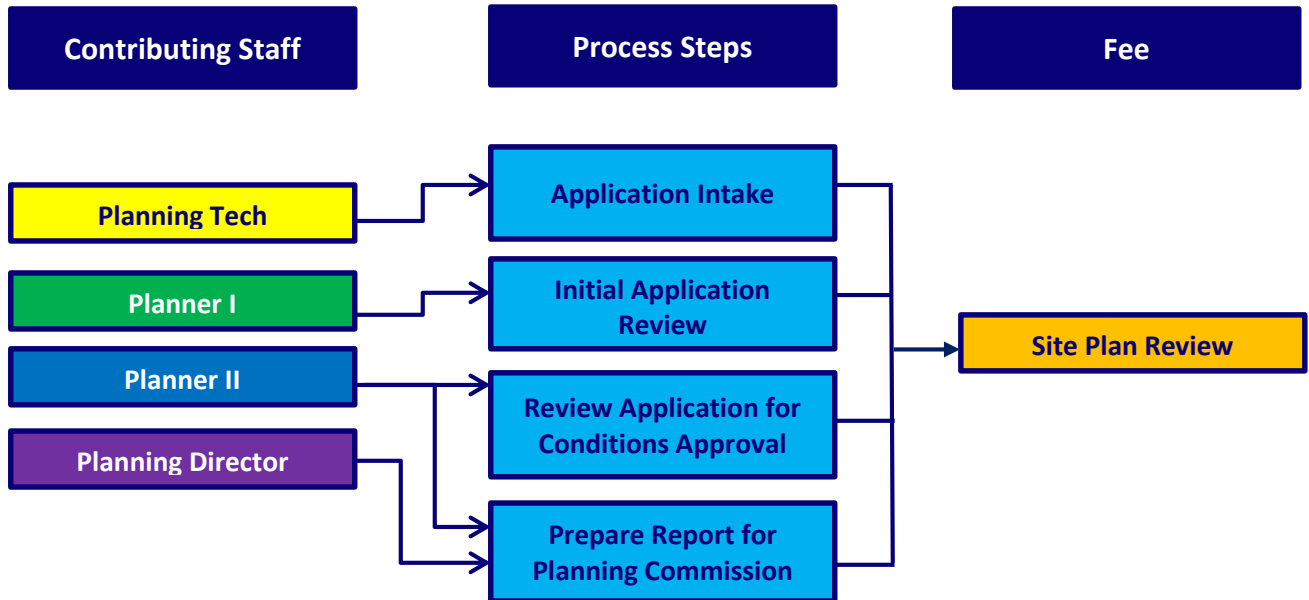 Contributing Staff
Process Steps
Fee
Planning Tech
Planner I
Planner II
Planning Director
Application Intake
Initial Application
Review
Review Application for
Conditions Approval
Prepare Report for
Planning Commission
Site Plan Review